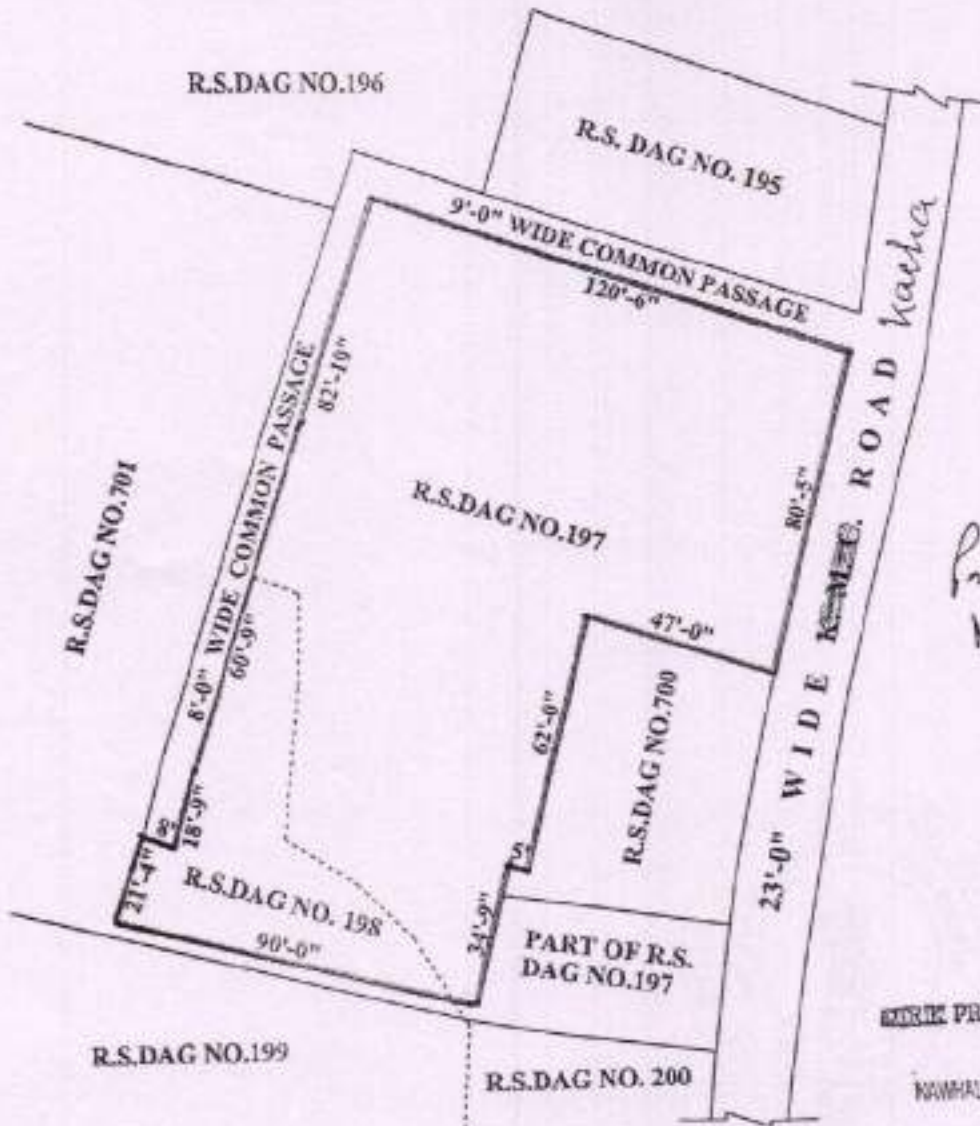 R.S.DAG NO.196
R.S. DAG NO. 195
9'-0" WIDE COMMON PASSAGE
120'-6"
82'-19"
8'-0" WIDE COMMON PASSAGE
R.S.DAG NO.701
R.S.DAG NO.197
80'-5"
47'-0"
60'-9"
62'-0"
R.S.DAG NO.700
23'-0" WIDE ROAD
18'-9"
8'
5'
21'-4"
R.S.DAG NO. 198
34'-9"
90'-0"
PART OF R.S.
DAG NO.197
R.S.DAG NO.199
R.S.DAG NO. 200